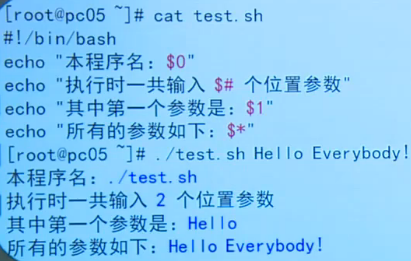 [root@pc05 ~]# cat test.sh
#!/bin/bash
echo "本程序名：$0"
echo "执行时一共输入 $# 个位置参数"
echo "其中第一个参数是：$1"
echo "所有的参数如下：$*"
[root@pc05 ~]# ./test.sh Hello Everybody!
本程序名：./test.sh
执行时一共输入 2 个位置参数
其中第一个参数是：Hello
所有的参数如下：Hello Everybody!